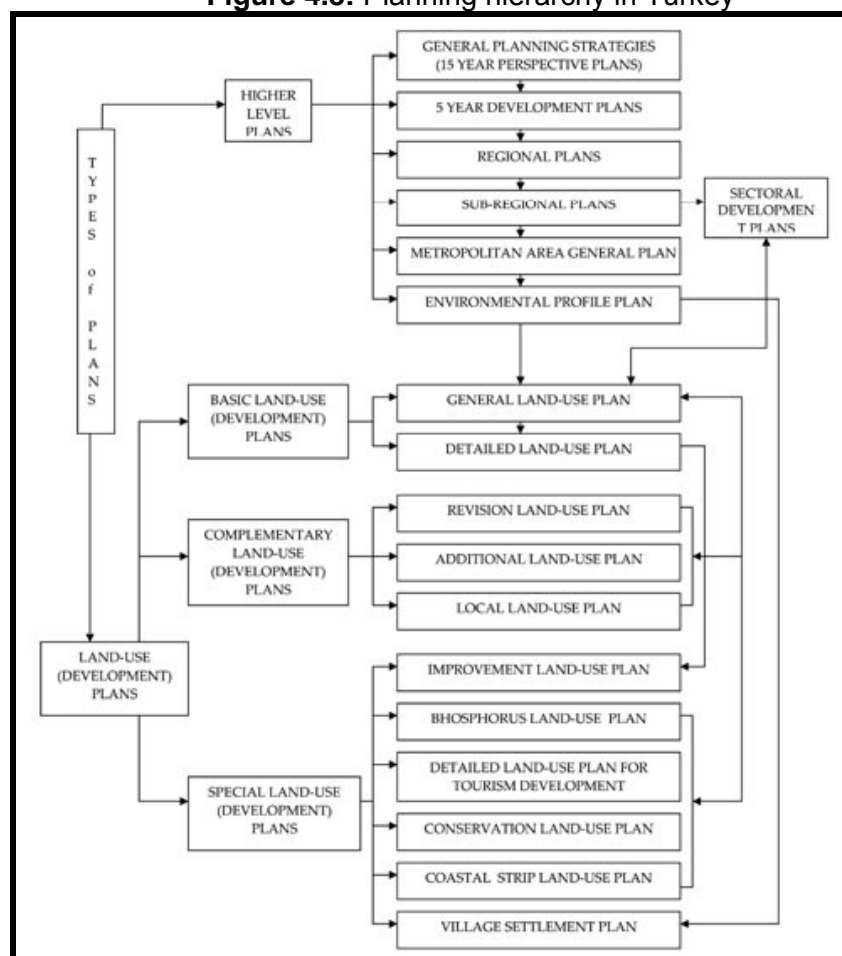 Figure 4.3. Planning hierarchy in Turkey
GENERAL PLANNING STRATEGIES
(15 YEAR PERSPECTIVE PLANS)
HIGHER
LEVEL
PLANS
5 YEAR DEVELOPMENT PLANS
REGIONAL PLANS
SUB-REGIONAL PLANS
SECTORAL
DEVELOPMEN
T PLANS
METROPOLITAN AREA GENERAL PLAN
ENVIRONMENTAL PROFILE PLAN
TYPES of PLANS
BASIC LAND-USE
(DEVELOPMENT)
PLANS
GENERAL LAND-USE PLAN
DETAILED LAND-USE PLAN
COMPLEMENTARY
LAND-USE
(DEVELOPMENT)
PLANS
REVISION LAND-USE PLAN
ADDITIONAL LAND-USE PLAN
LOCAL LAND-USE PLAN
LAND-USE
(DEVELOPMENT)
PLANS
SPECIAL LAND-USE
(DEVELOPMENT)
PLANS
IMPROVEMENT LAND-USE PLAN
BHOSPHORUS LAND-USE PLAN
DETAILED LAND-USE PLAN FOR
TOURISM DEVELOPMENT
CONSERVATION LAND-USE PLAN
COASTAL STRIP LAND-USE PLAN
VILLAGE SETTLEMENT PLAN